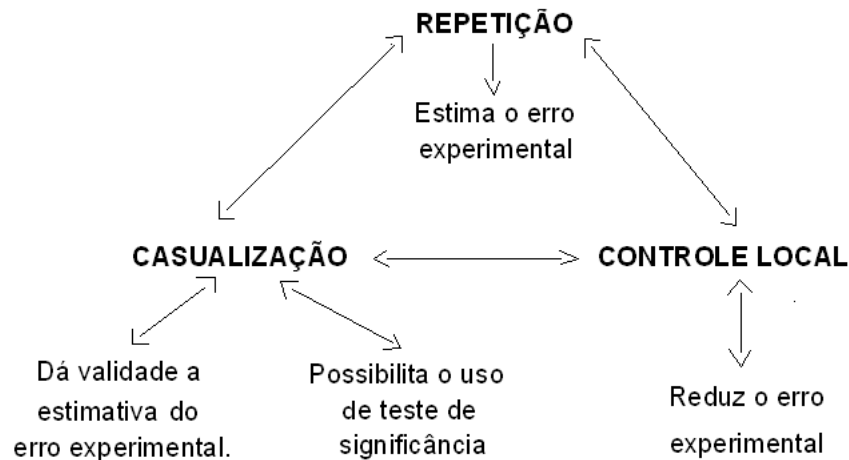 REPETIÇÃO
Estima o erro
experimental
CASUALIZAÇÃO
CONTROLE LOCAL
Dá validade a
estimativa do
erro experimental.
Possibilita o uso
de teste de
significância
Reduz o erro
experimental